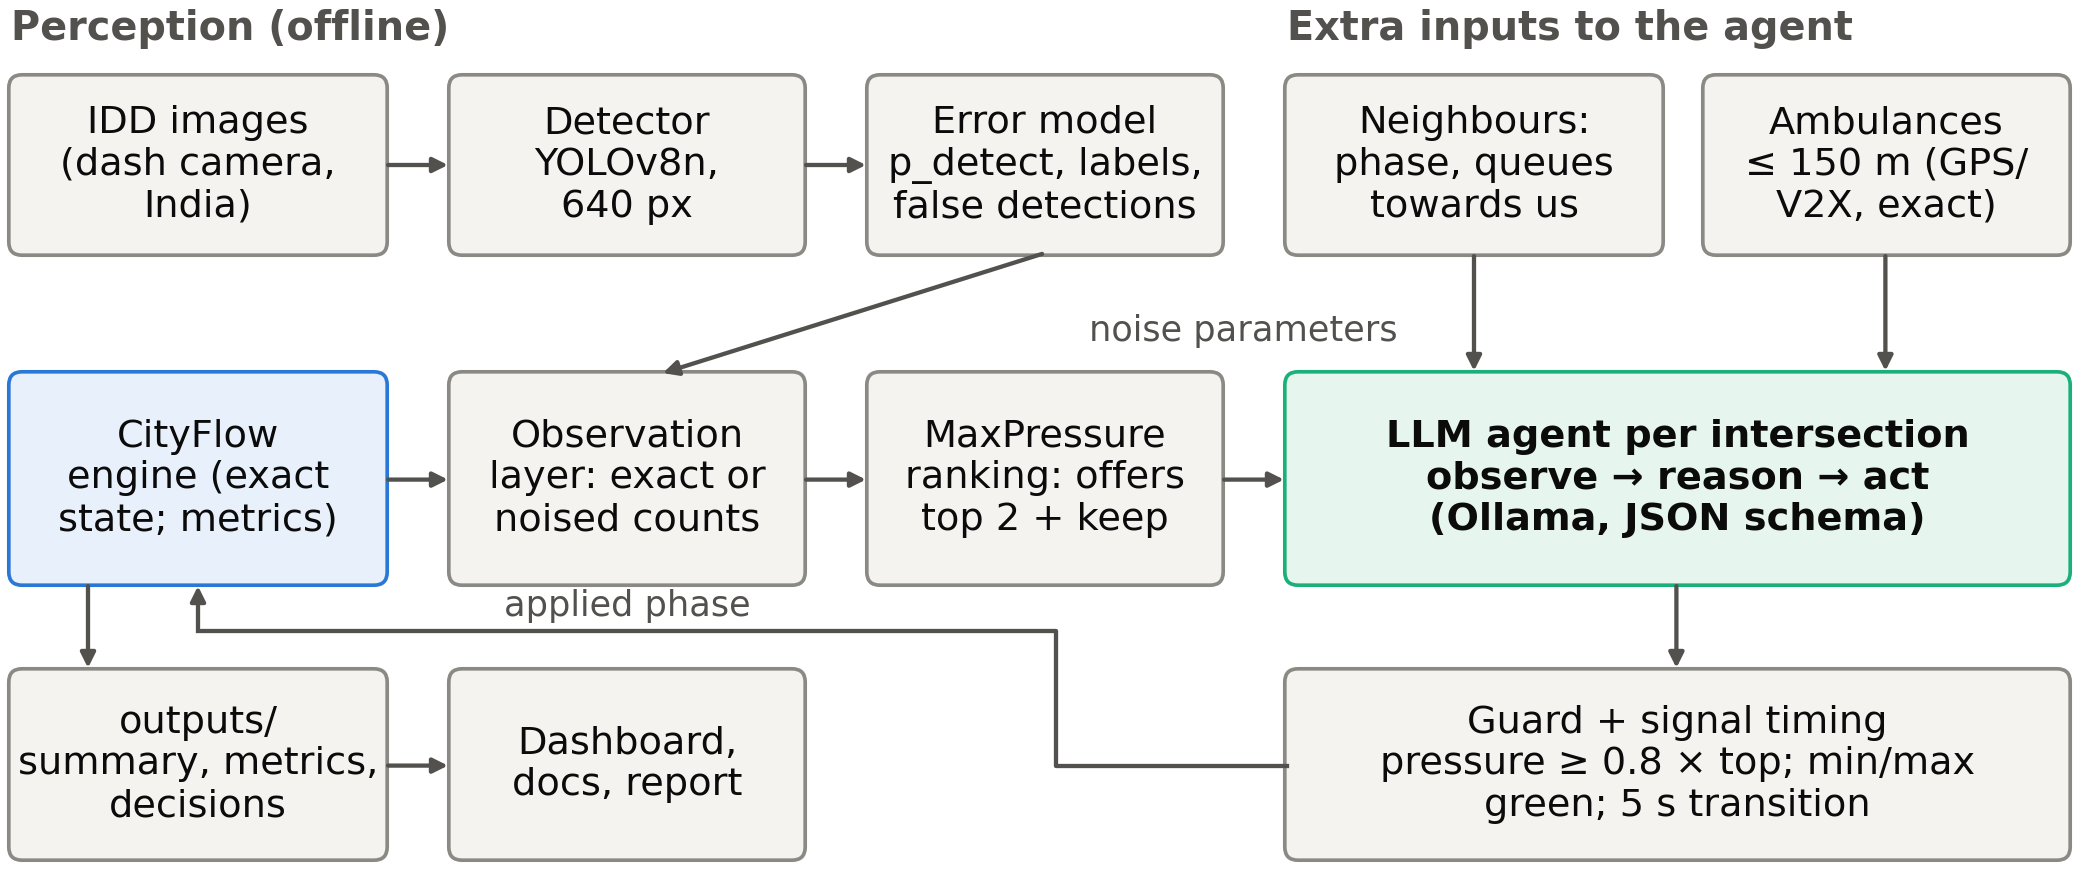 Perception (offline)
Extra inputs to the agent
IDD images
(dash camera,
India)
Detector
YOLOv8n,
640 px
Error model
p_detect, labels,
false detections
Neighbours:
phase, queues
towards us
Ambulances
≤ 150 m (GPS/
V2X, exact)
noise parameters
CityFlow
engine (exact
state; metrics)
Observation
layer: exact or
noised counts
MaxPressure
ranking: offers
top 2 + keep
LLM agent per intersection
observe → reason → act
(Ollama, JSON schema)
applied phase
outputs/
summary, metrics,
decisions
Dashboard,
docs, report
Guard + signal timing
pressure ≥ 0.8 × top; min/max
green; 5 s transition